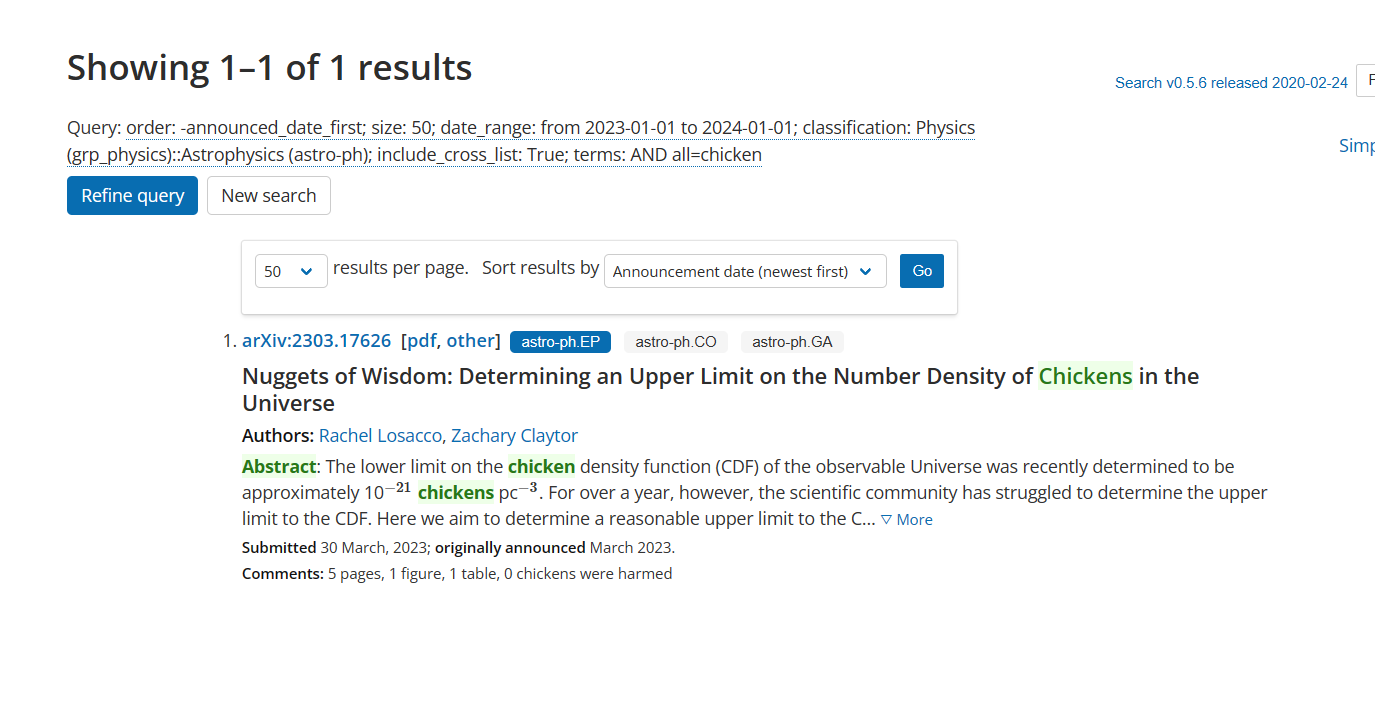 Showing 1–1 of 1 results
Search v0.5.6 released 2020-02-24
Query: order: -announced_date_first; size: 50; date_range: from 2023-01-01 to 2024-01-01; classification: Physics
(grp_physics)::Astrophysics (astro-ph); include_cross_list: True; terms: AND all=chicken
Refine query New search
50 results per page. Sort results by Announcement date (newest first) Go
1. arXiv:2303.17626 [pdf, other] astro-ph.EP astro-ph.CO astro-ph.GA
Nuggets of Wisdom: Determining an Upper Limit on the Number Density of Chickens in the
Universe
Authors: Rachel Losacco, Zachary Claytor
Abstract: The lower limit on the chicken density function (CDF) of the observable Universe was recently determined to be
approximately 10⁻²¹ chickens pc⁻³. For over a year, however, the scientific community has struggled to determine the upper
limit to the CDF. Here we aim to determine a reasonable upper limit to the C... ▽ More
Submitted 30 March, 2023; originally announced March 2023.
Comments: 5 pages, 1 figure, 1 table, 0 chickens were harmed